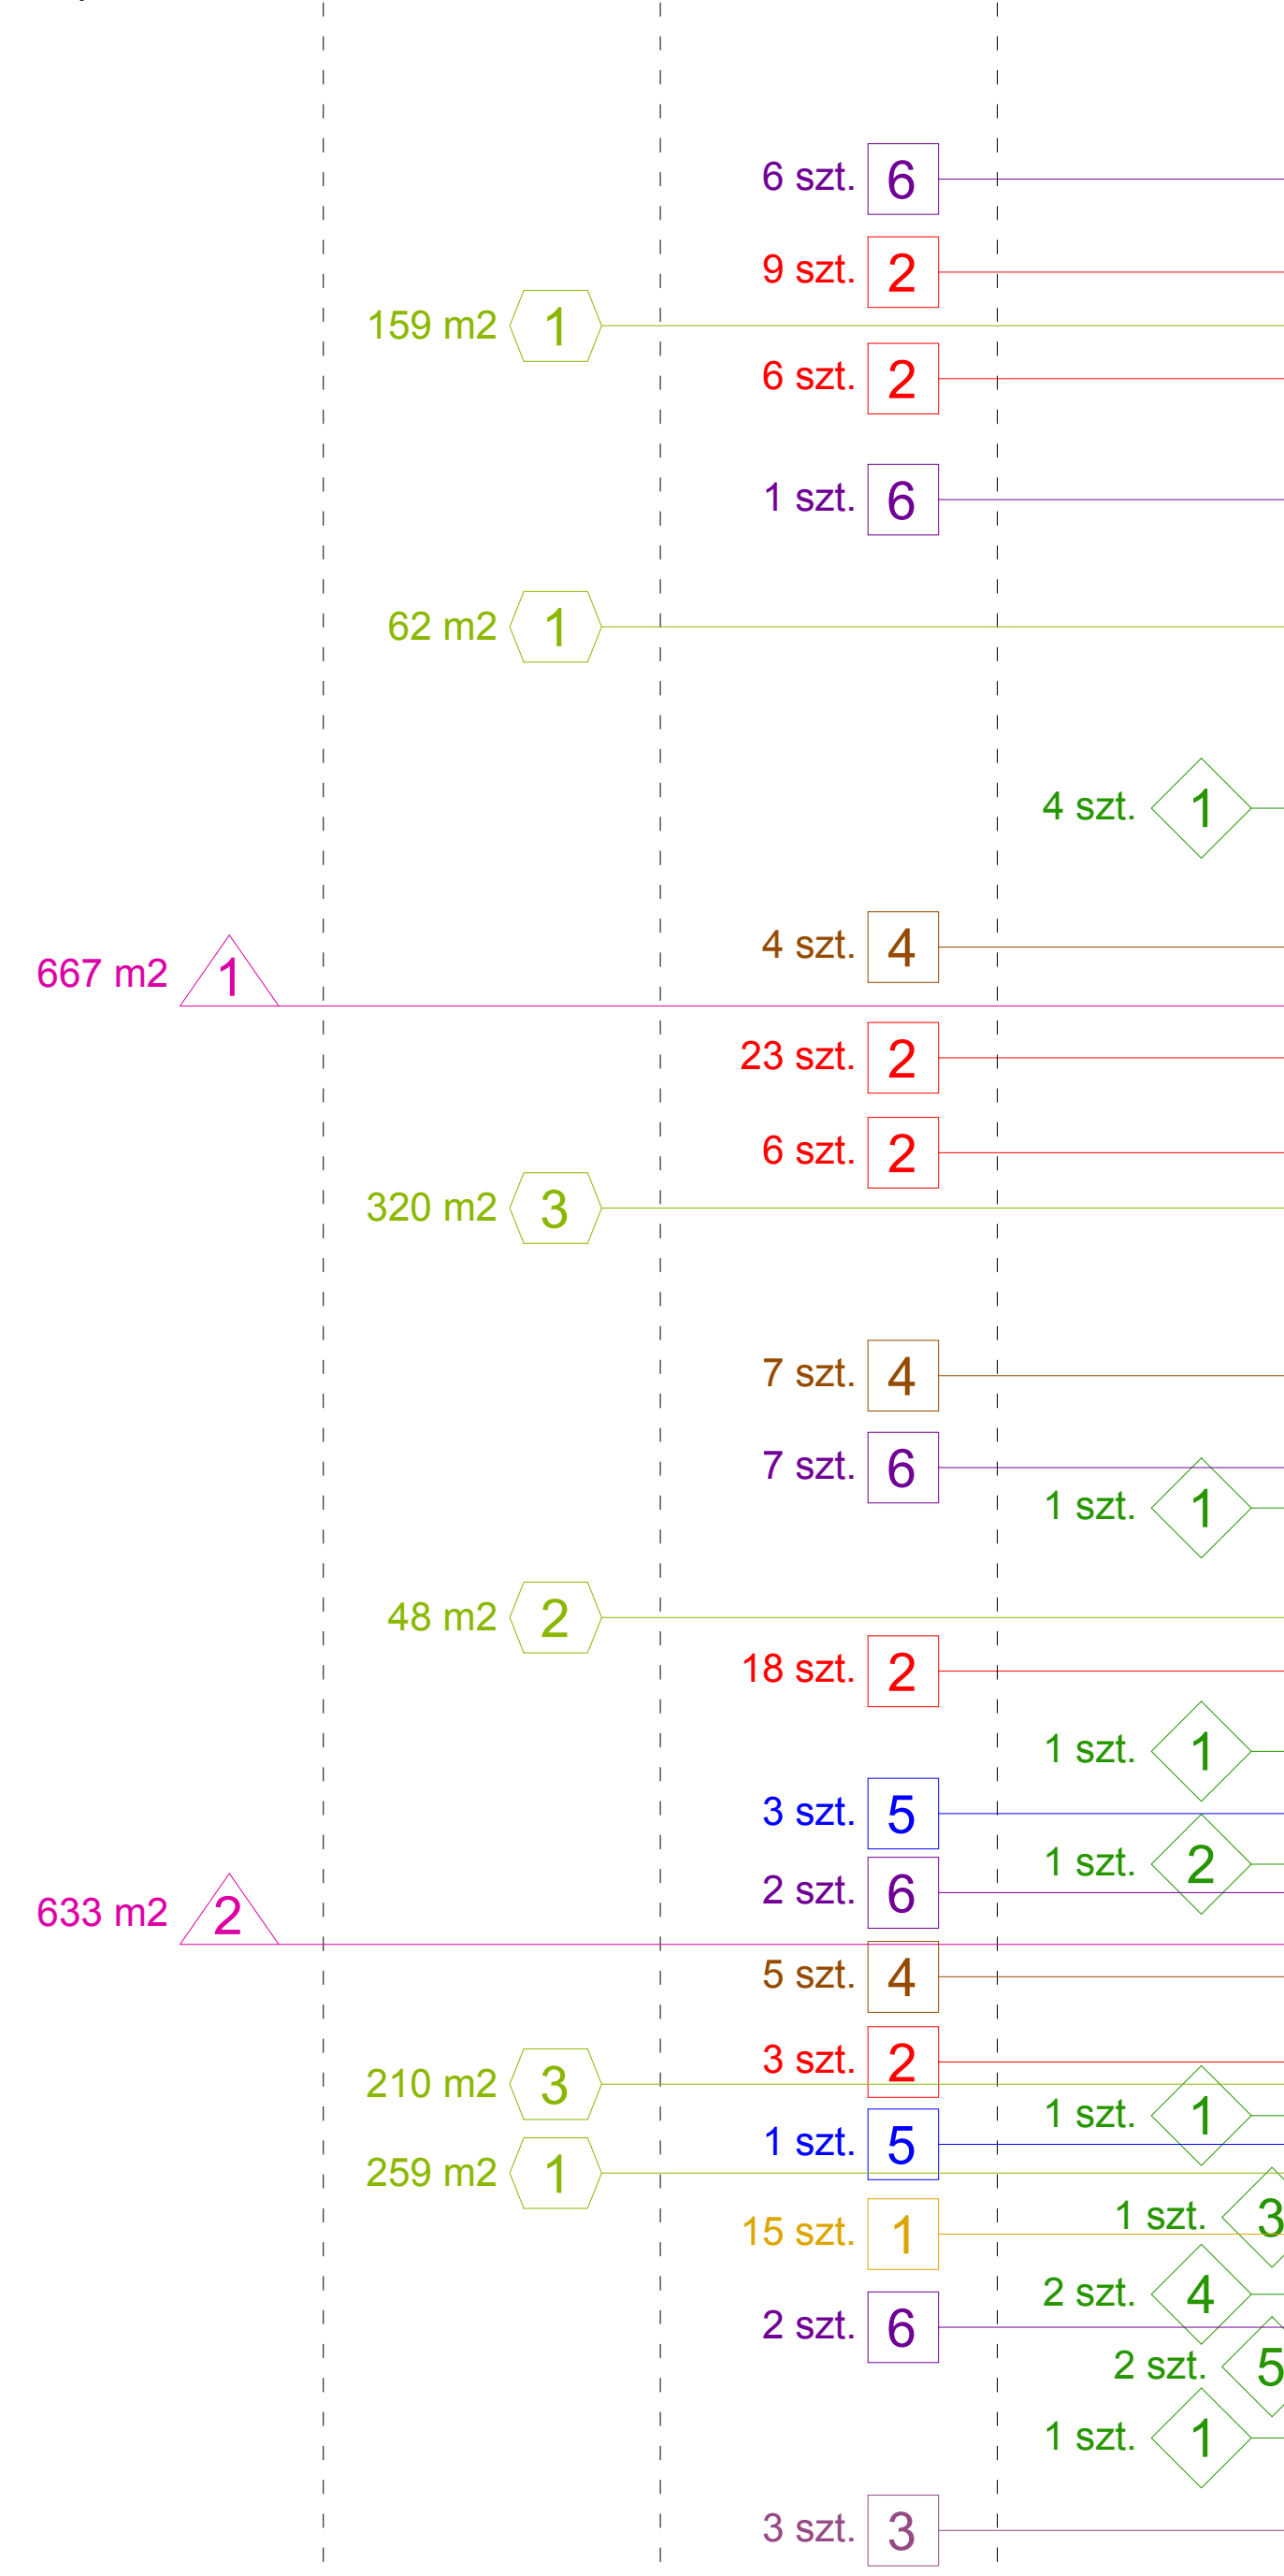 6 szt. 6
9 szt. 2
159 m2 1
6 szt. 2
1 szt. 6
62 m2 1
4 szt. 1
4 szt. 4
667 m2 1
23 szt. 2
6 szt. 2
320 m2 3
7 szt. 4
7 szt. 6
1 szt. 1
48 m2 2
18 szt. 2
1 szt. 1
3 szt. 5
1 szt. 2
2 szt. 6
633 m2 2
5 szt. 4
3 szt. 2
210 m2 3
1 szt. 1
1 szt. 5
259 m2 1
1 szt. 3
15 szt. 1
2 szt. 4
2 szt. 6
2 szt. 5
1 szt. 1
3 szt. 3